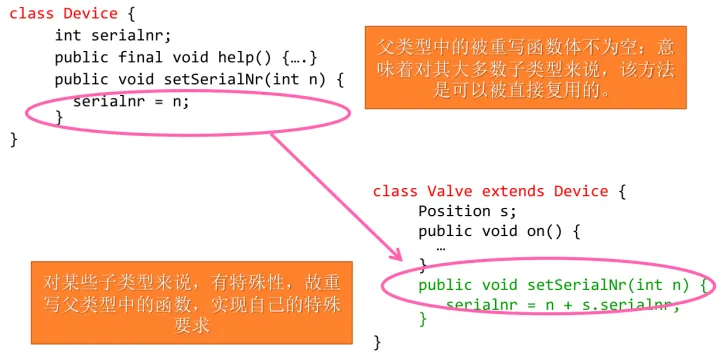 class Device {
int serialnr;
public final void help() {….}
public void setSerialNr(int n) {
serialnr = n;
}
}
父类型中的被重写函数体不为空：意
味着对其大多数子类型来说，该方法
是可以被直接复用的。
class Valve extends Device {
Position s;
public void on() {
…
}
public void setSerialNr(int n) {
serialnr = n + s.serialnr;
}
}
对某些子类型来说，有特殊性，故重
写父类型中的函数，实现自己的特殊
要求